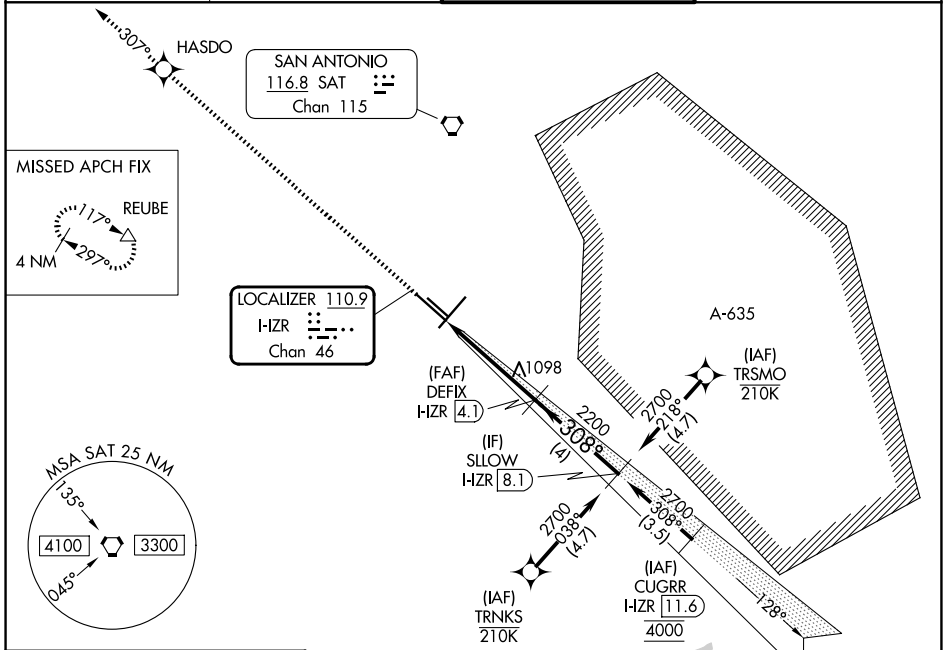 307°
HASDO
SAN ANTONIO
116.8 SAT
Chan 115
MISSED APCH FIX
117°
REUBE
297°
4 NM
LOCALIZER 110.9
I-IZR
Chan 46
A-635
1098
(FAF)
DEFIX
I-IZR 4.1
(IAF)
TRSMO
210K
2700
218°
(4.7)
2200
308°
(4)
(IF)
SLLOW
I-IZR 8.1
2700
308°
(3.5)
2700
038°
(4.7)
MSA SAT 25 NM
135°
4100
3300
045°
(IAF)
TRNKS
210K
(IAF)
CUGRR
I-IZR 11.6
4000
128°